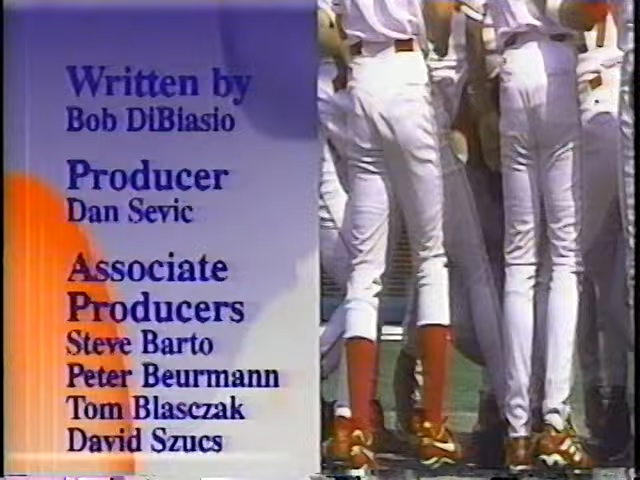 Written by
Bob DiBiasio
Producer
Dan Sevic
Associate
Producers
Steve Barto
Peter Beurmann
Tom Blasczak
David Szucs